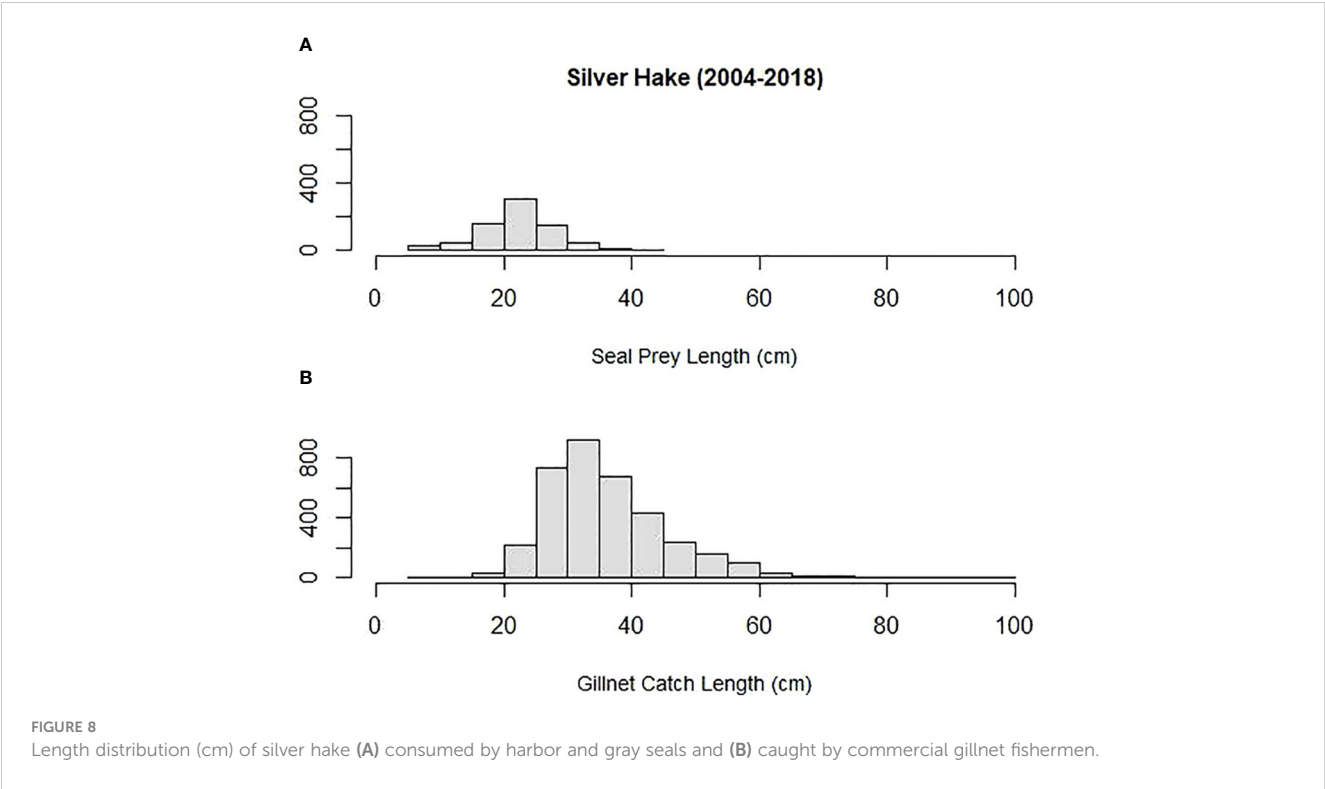 A
Silver Hake (2004-2018)
800
400
0
0 20 40 60 80 100
Seal Prey Length (cm)
B
800
400
0
0 20 40 60 80 100
Gillnet Catch Length (cm)
FIGURE 8
Length distribution (cm) of silver hake (A) consumed by harbor and gray seals and (B) caught by commercial gillnet fishermen.